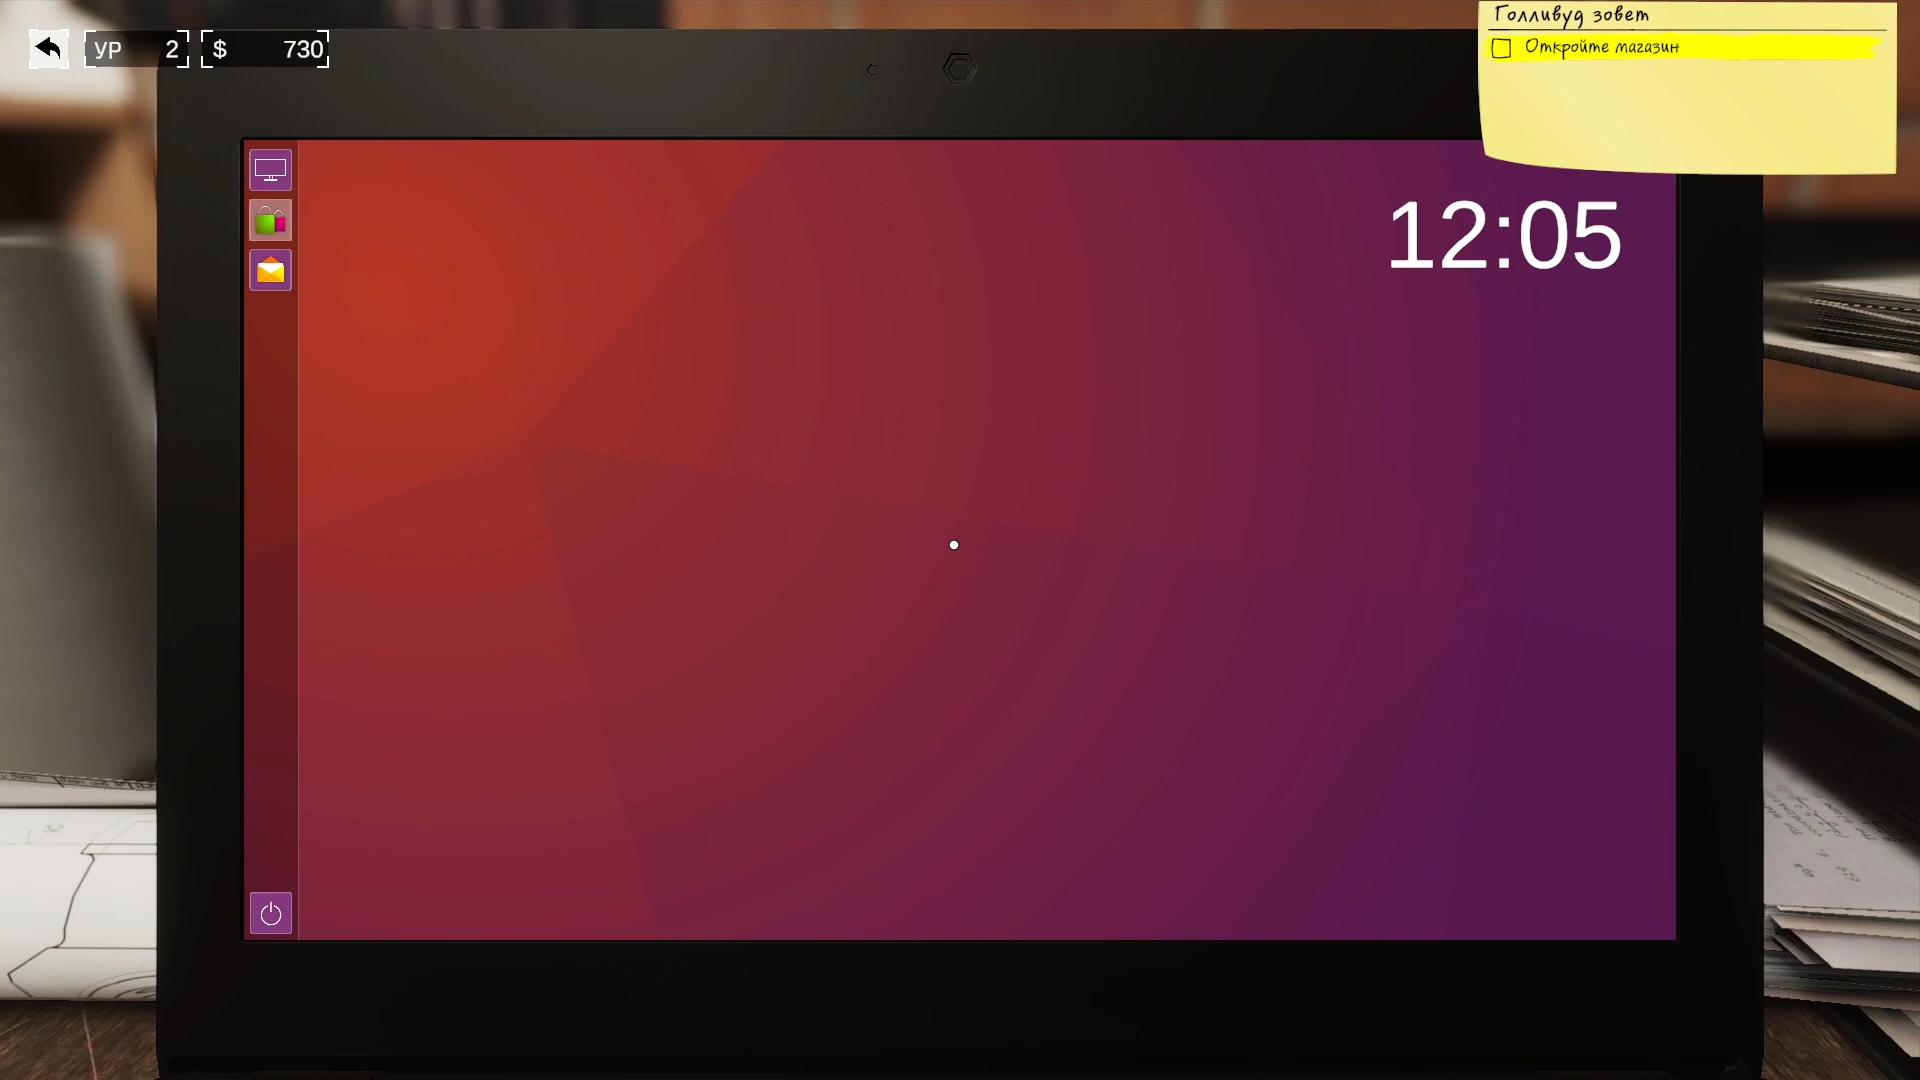 УР 2 $ 730
Голливуд зовет
Откройте магазин
12:05